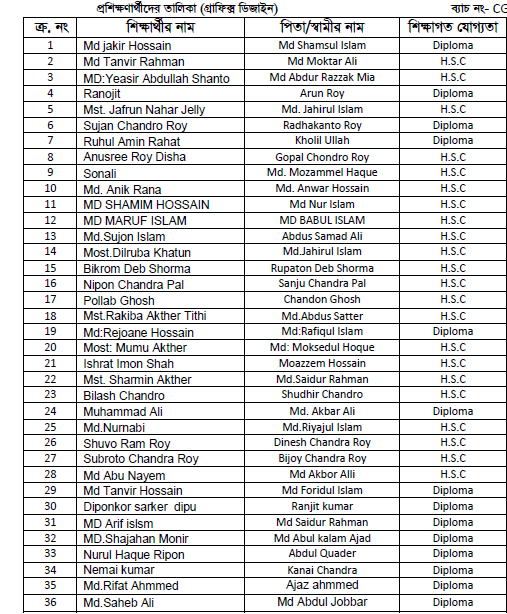 প্রশিক্ষণার্থীদের তালিকা (গ্রাফিক্স ডিজাইন) ব্যাচ নং- CG
ক্র. নং শিক্ষার্থীর নাম পিতা/স্বামীর নাম শিক্ষাগত যোগ্যতা
1 Md jakir Hossain Md Shamsul Islam Diploma
2 Md Tanvir Rahman Md Moktar Ali H.S.C
3 MD:Yeasir Abdullah Shanto Md Abdur Razzak Mia H.S.C
4 Ranojit Arun Roy Diploma
5 Mst. Jafrun Nahar Jelly Md. Jahirul Islam H.S.C
6 Sujan Chandro Roy Radhakanto Roy Diploma
7 Ruhul Amin Rahat Kholil Ullah Diploma
8 Anusree Roy Disha Gopal Chondro Roy H.S.C
9 Sonali Md. Mozammel Haque H.S.C
10 Md. Anik Rana Md. Anwar Hossain H.S.C
11 MD SHAMIM HOSSAIN Md Nur Islam H.S.C
12 MD MARUF ISLAM MD BABUL ISLAM H.S.C
13 Md.Sujon Islam Abdus Samad Ali H.S.C
14 Most.Dilruba Khatun Md.Jahirul Islam H.S.C
15 Bikrom Deb Shorma Rupaton Deb Shorma H.S.C
16 Nipon Chandra Pal Sanju Chandra Pal H.S.C
17 Pollab Ghosh Chandon Ghosh H.S.C
18 Mst.Rakiba Akther Tithi Md.Abdus Satter H.S.C
19 Md:Rejoane Hossain Md:Rafiqul Islam Diploma
20 Most: Mumu Akther Md: Moksedul Hoque H.S.C
21 Ishrat Imon Shah Moazzem Hossain H.S.C
22 Mst. Sharmin Akther Md.Saidur Rahman H.S.C
23 Bilash Chandro Shudhir Chandro H.S.C
24 Muhammad Ali Md. Akbar Ali Diploma
25 Md.Nurnabi Md.Riyajul Islam H.S.C
26 Shuvo Ram Roy Dinesh Chandra Roy H.S.C
27 Subroto Chandra Roy Bijoy Chandra Roy H.S.C
28 Md Abu Nayem Md Akbor Alli H.S.C
29 Md Tanvir Hossain Md Foridul Islam Diploma
30 Diponkor sarker dipu Ranjit kumar Diploma
31 MD Arif islsm Md Saidur Rahman Diploma
32 MD.Shajahan Monir Md Abul kalam Ajad Diploma
33 Nurul Haque Ripon Abdul Quader Diploma
34 Nemai kumar Kanai Chandra Diploma
35 Md.Rifat Ahmmed Ajaz ahmmed Diploma
36 Md.Saheb Ali Md Abdul Jobbar Diploma